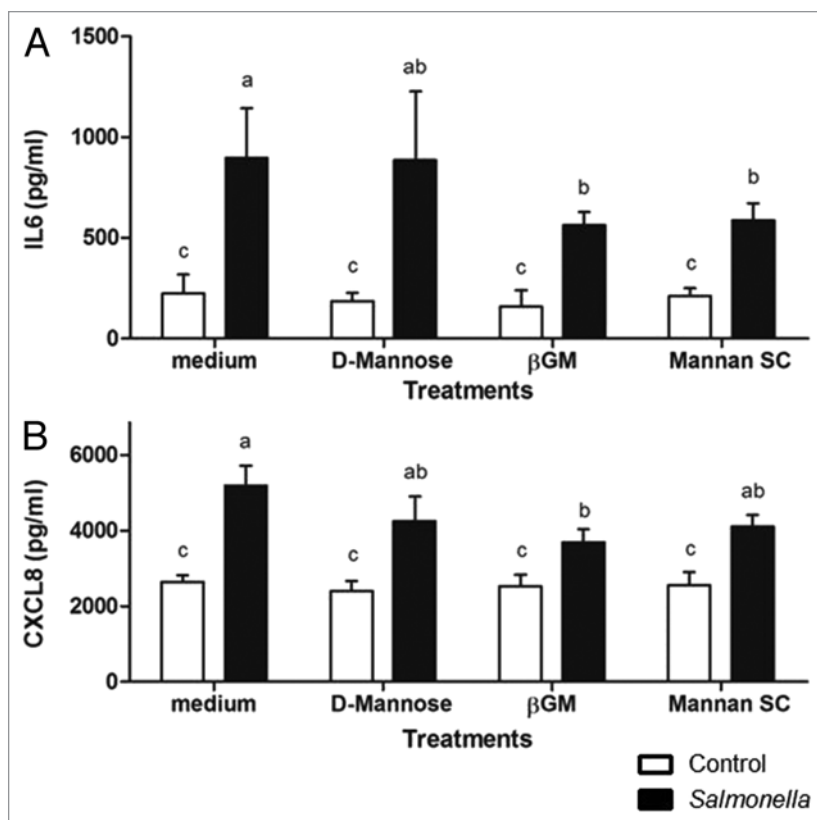 A
1500
1000
500
0
IL6 (pg/ml)
a
ab
b
b
c
c
c
c
medium D-Mannose βGM Mannan SC
Treatments
B
6000
4000
2000
0
CXCL8 (pg/ml)
a
ab
b
ab
c
c
c
c
medium D-Mannose βGM Mannan SC
Treatments
Control
Salmonella